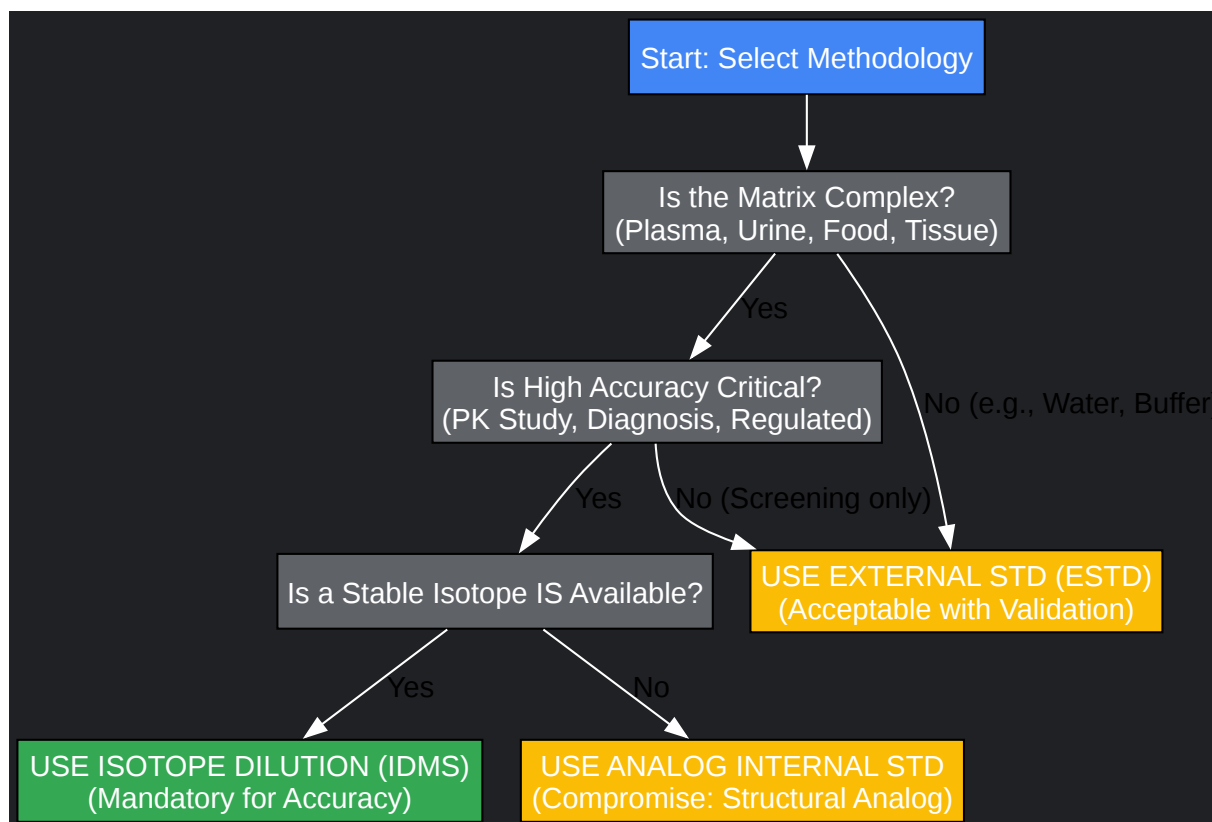 Start: Select Methodology
Is the Matrix Complex?
(Plasma, Urine, Food, Tissue)
Yes
Is High Accuracy Critical?
(PK Study, Diagnosis, Regulated)
No (e.g., Water, Buffer
Yes
No (Screening only)
Is a Stable Isotope IS Available?
USE EXTERNAL STD (ESTD)
(Acceptable with Validation)
Yes
No
USE ISOTOPE DILUTION (IDMS)
(Mandatory for Accuracy)
USE ANALOG INTERNAL STD
(Compromise: Structural Analog)